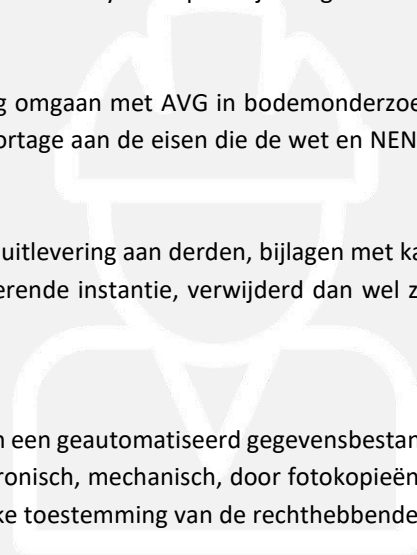 omgaan met AVG in bodemonderzoe
ortage aan de eisen die de wet en NEN
uitlevering aan derden, bijlagen met ka
erende instantie, verwijderd dan wel z
een geautomatiseerd gegevensbestan
ronisch, mechanisch, door fotokopieën
ke toestemming van de rechthebbende